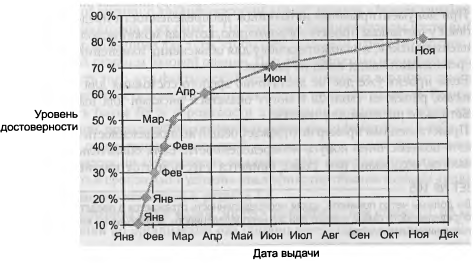 90 %
80 %
Ноя
70 %
Июн
Апр
60 %
Уровень
достоверности
50 %
Мар
40 %
Фев
30 %
Фев
20 %
Янв
Янв
10 %
Янв Фев Мар Апр Май Июн Июл Авг Сен Окт Ноя Дек
Дата выдачи